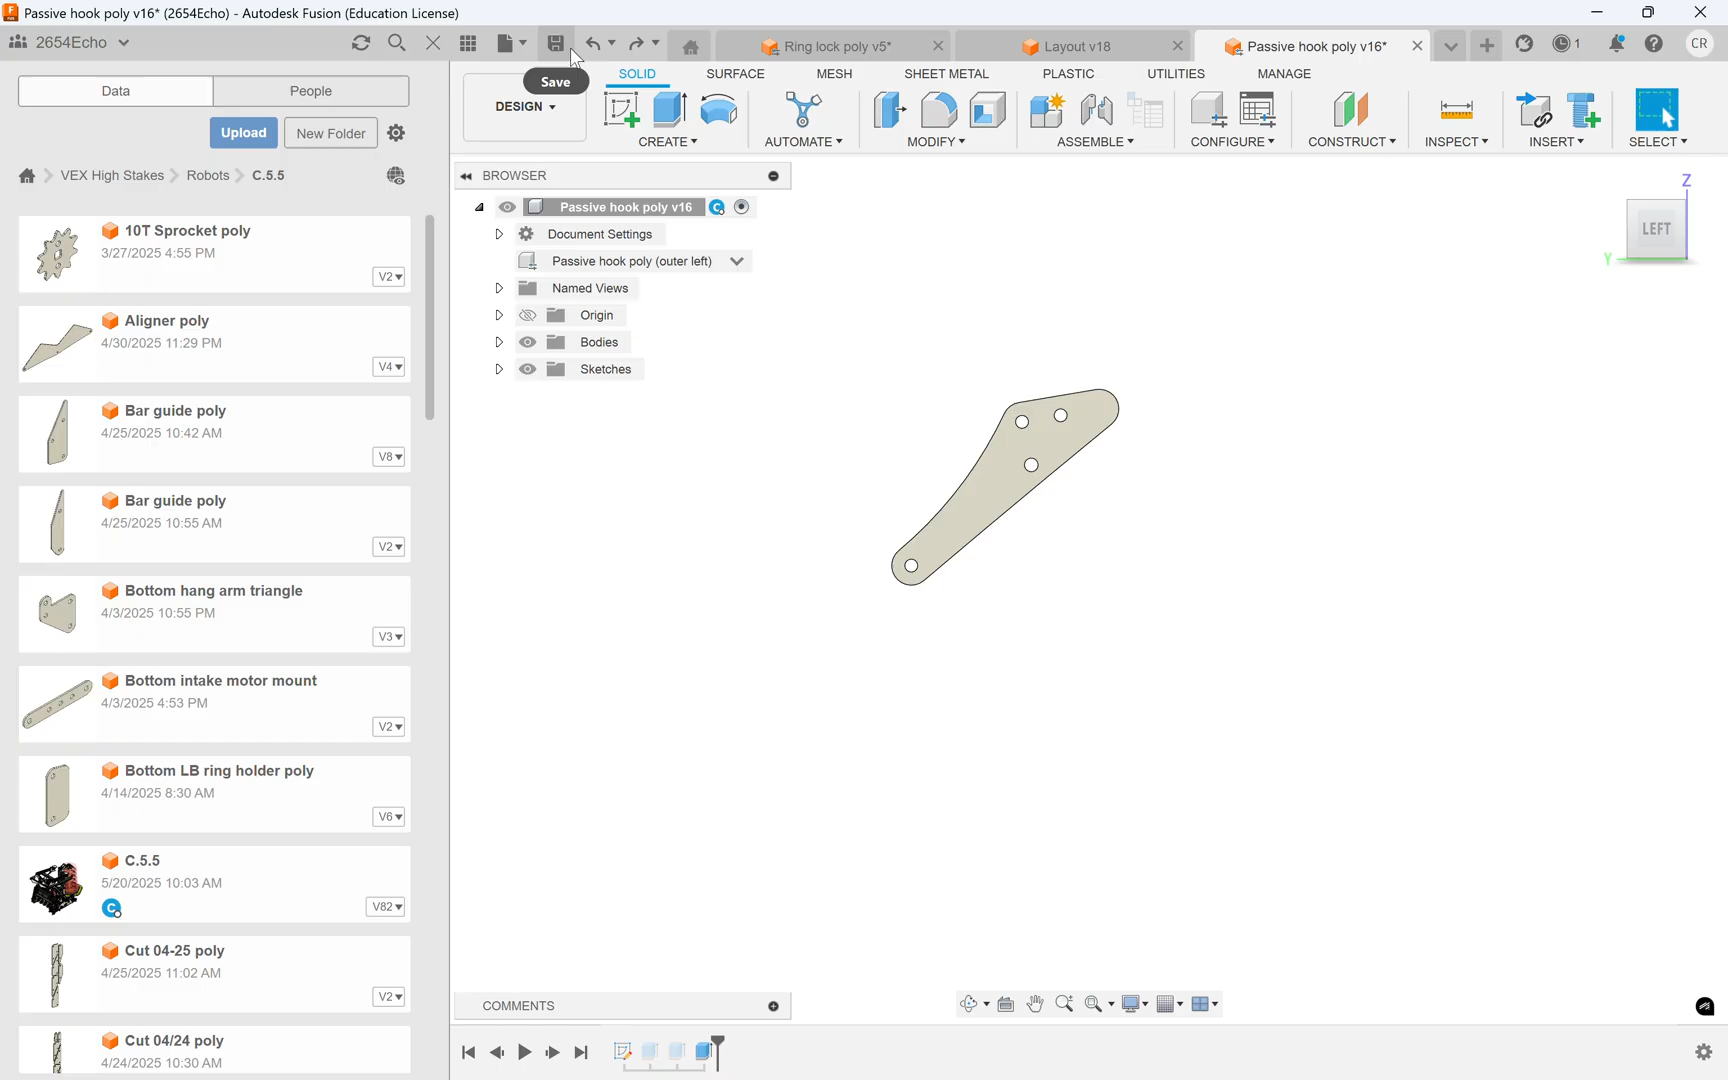 Passive hook poly v16* (2654Echo) - Autodesk Fusion (Education License)
2654Echo
Ring lock poly v5*
Layout v18
Passive hook poly v16*
1
CR
Save
Data
People
Upload
New Folder
VEX High Stakes
Robots
C.5.5
DESIGN
SOLID
SURFACE
MESH
SHEET METAL
PLASTIC
UTILITIES
MANAGE
CREATE
AUTOMATE
MODIFY
ASSEMBLE
CONFIGURE
CONSTRUCT
INSPECT
INSERT
SELECT
BROWSER
Passive hook poly v16
Document Settings
Passive hook poly (outer left)
Named Views
Origin
Bodies
Sketches
Z
LEFT
Y
10T Sprocket poly
3/27/2025 4:55 PM
V2
Aligner poly
4/30/2025 11:29 PM
V4
Bar guide poly
4/25/2025 10:42 AM
V8
Bar guide poly
4/25/2025 10:55 AM
V2
Bottom hang arm triangle
4/3/2025 10:55 PM
V3
Bottom intake motor mount
4/3/2025 4:53 PM
V2
Bottom LB ring holder poly
4/14/2025 8:30 AM
V6
C.5.5
5/20/2025 10:03 AM
C
V82
Cut 04-25 poly
4/25/2025 11:02 AM
V2
Cut 04/24 poly
4/24/2025 10:30 AM
COMMENTS